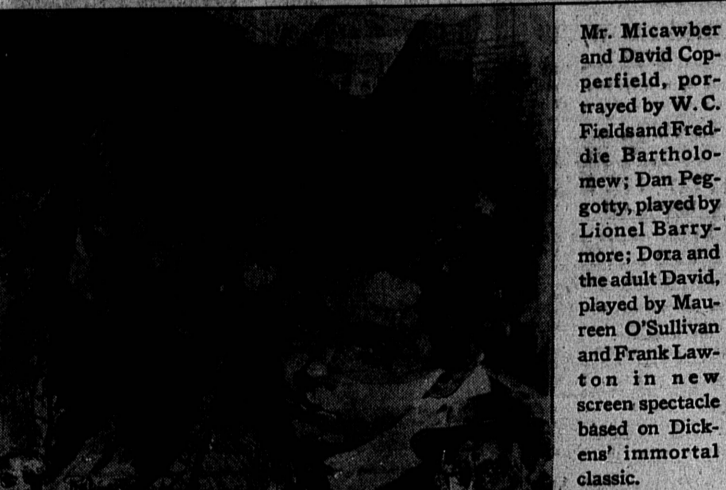 Mr. Micawber
and David Cop-
perfield, por-
trayed by W. C.
Fields and Fred-
die Bartholo-
mew; Dan Peg-
gotty, played by
Lionel Barry-
more; Dora and
the adult David,
played by Mau-
reen O'Sullivan
and Frank Law-
ton in new
screen spectacle
based on Dick-
ens' immortal
classic.